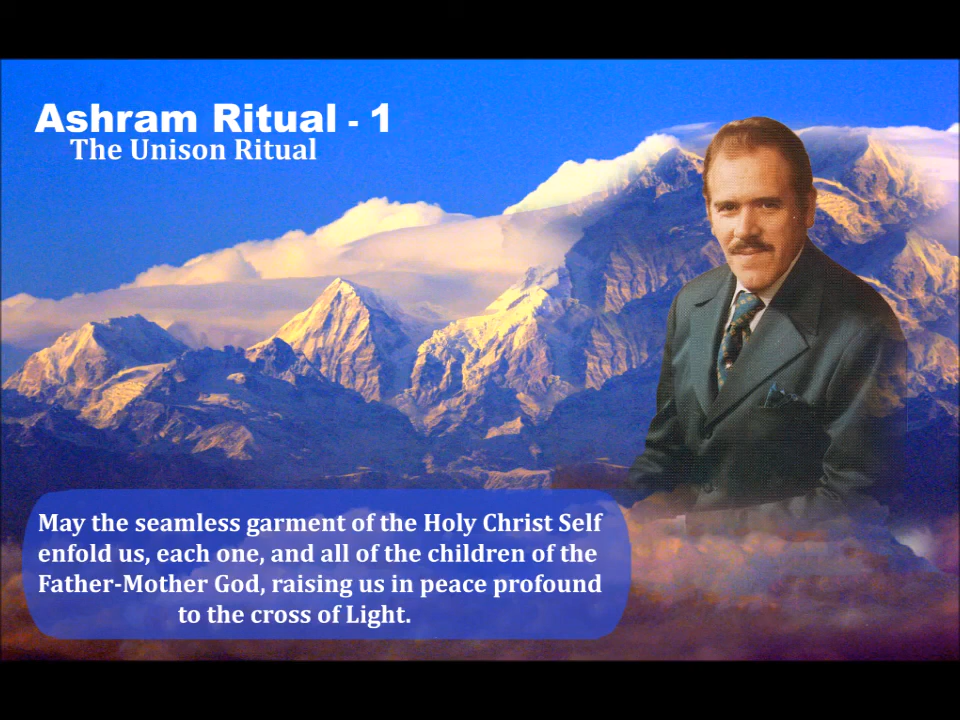 Ashram Ritual - 1
The Unison Ritual
May the seamless garment of the Holy Christ Self
enfold us, each one, and all of the children of the
Father-Mother God, raising us in peace profound
to the cross of Light.